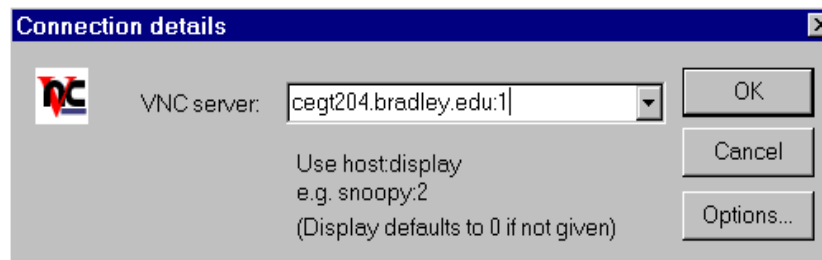 Connection details
VNC
VNC server: cegt204.bradley.edu:1
OK
Use host:display
e.g. snoopy:2
(Display defaults to 0 if not given)
Cancel
Options...